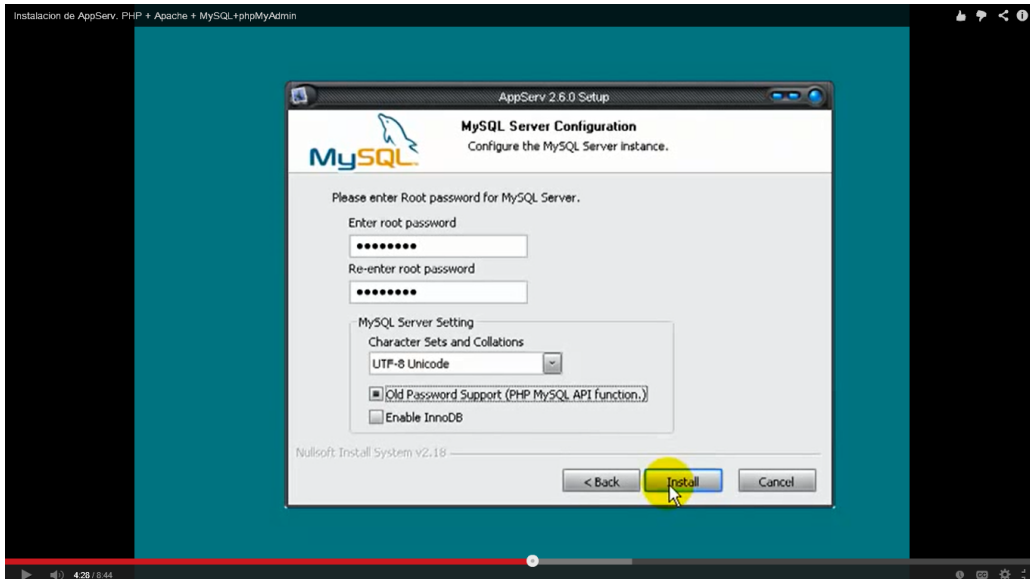 Instalacion de AppServ. PHP + Apache + MySQL+phpMyAdmin
AppServ 2.6.0 Setup
MySQL
MySQL Server Configuration
Configure the MySQL Server instance.
Please enter Root password for MySQL Server.
Enter root password
Re-enter root password
MySQL Server Setting
Character Sets and Collations
UTF-8 Unicode
Old Password Support (PHP MySQL API function.)
Enable InnoDB
Nullsoft Install System v2.18
< Back Install Cancel
4:28 / 8:44